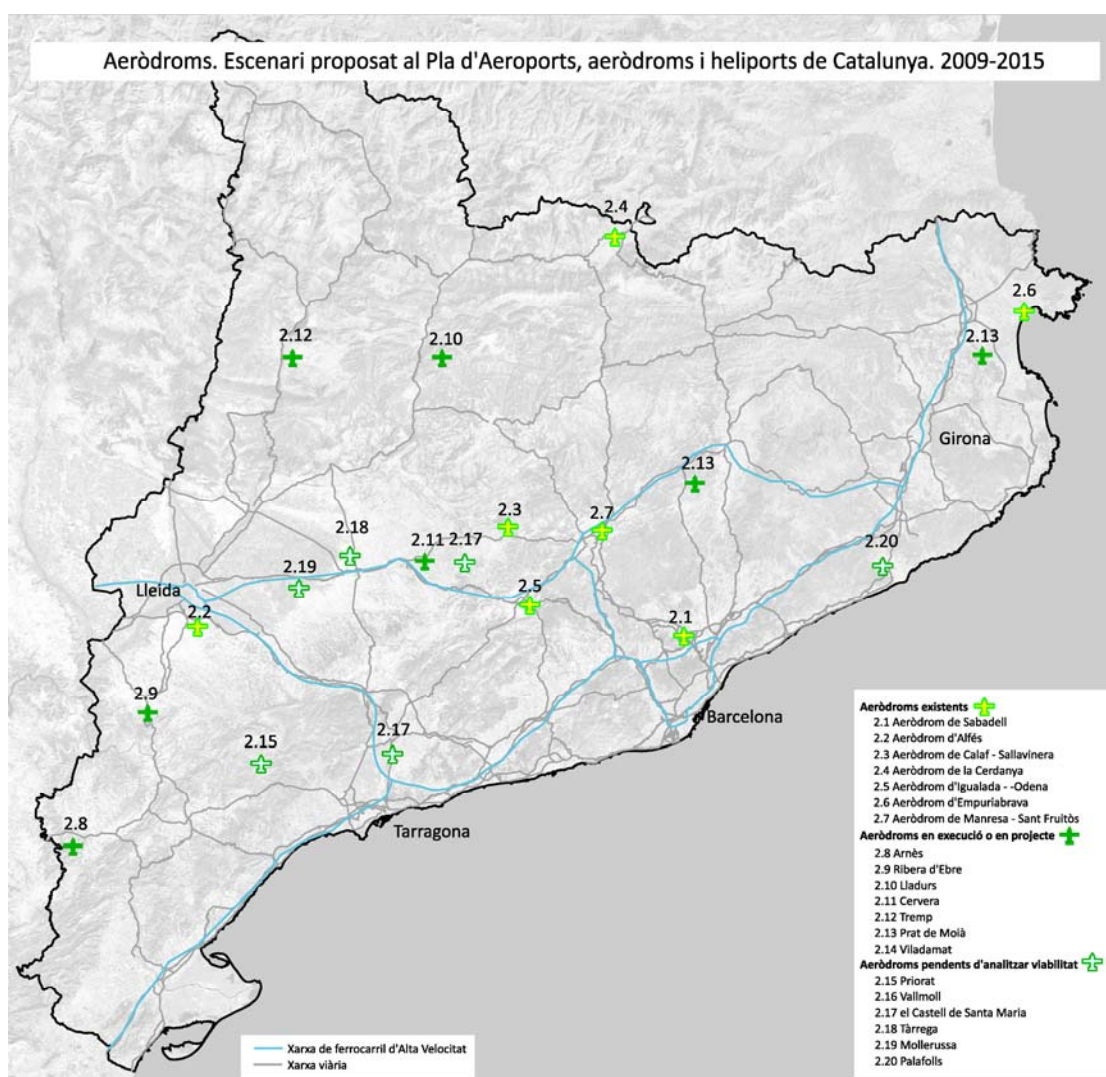 Aeròdroms. Escenari proposat al Pla d'Aeroports, aeròdroms i heliports de Catalunya. 2009-2015
2.4
2.6
2.12
2.10
2.13
Girona
2.13
2.3
2.7
2.18
2.11
2.17
2.20
2.19
Lleida
2.5
2.2
2.1
2.9
Barcelona
2.17
2.15
Tarragona
2.8
Aeròdroms existents
2.1 Aeròdrom de Sabadell
2.2 Aeròdrom d'Alfés
2.3 Aeròdrom de Calaf - Sallavinera
2.4 Aeròdrom de la Cerdanya
2.5 Aeròdrom d'Igualada - -Odena
2.6 Aeròdrom d'Empuriabrava
2.7 Aeròdrom de Manresa - Sant Fruitòs
Aeròdroms en execució o en projecte
2.8 Arnès
2.9 Ribera d'Ebre
2.10 Lladurs
2.11 Cervera
2.12 Tremp
2.13 Prat de Moià
2.14 Viladamat
Aeròdroms pendents d'analitzar viabilitat
2.15 Priorat
2.16 Vallmoll
2.17 el Castell de Santa Maria
2.18 Tàrrega
2.19 Mollerussa
2.20 Palafolls
Xarxa de ferrocarril d'Alta Velocitat
Xarxa viària